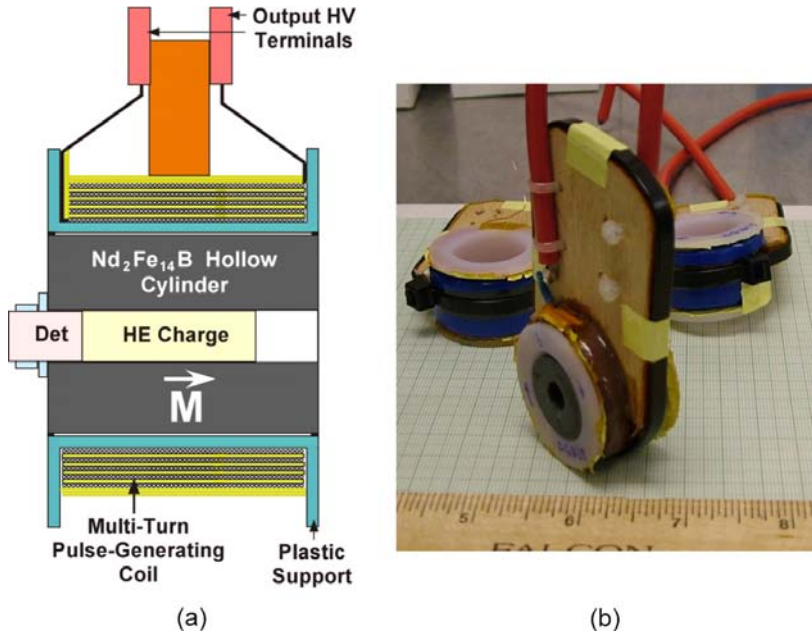 Output HV
Terminals
Nd₂Fe₁₄B Hollow
Cylinder
Det
HE Charge
M
Multi-Turn
Pulse-Generating
Coil
Plastic
Support
5
6
7
8
FALCON
(a)
(b)